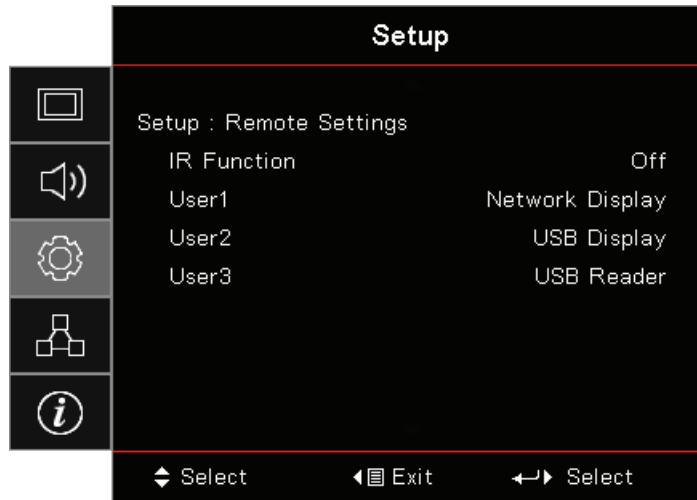 Setup
Setup : Remote Settings
IR Function Off
User1 Network Display
User2 USB Display
User3 USB Reader
Select Exit Select